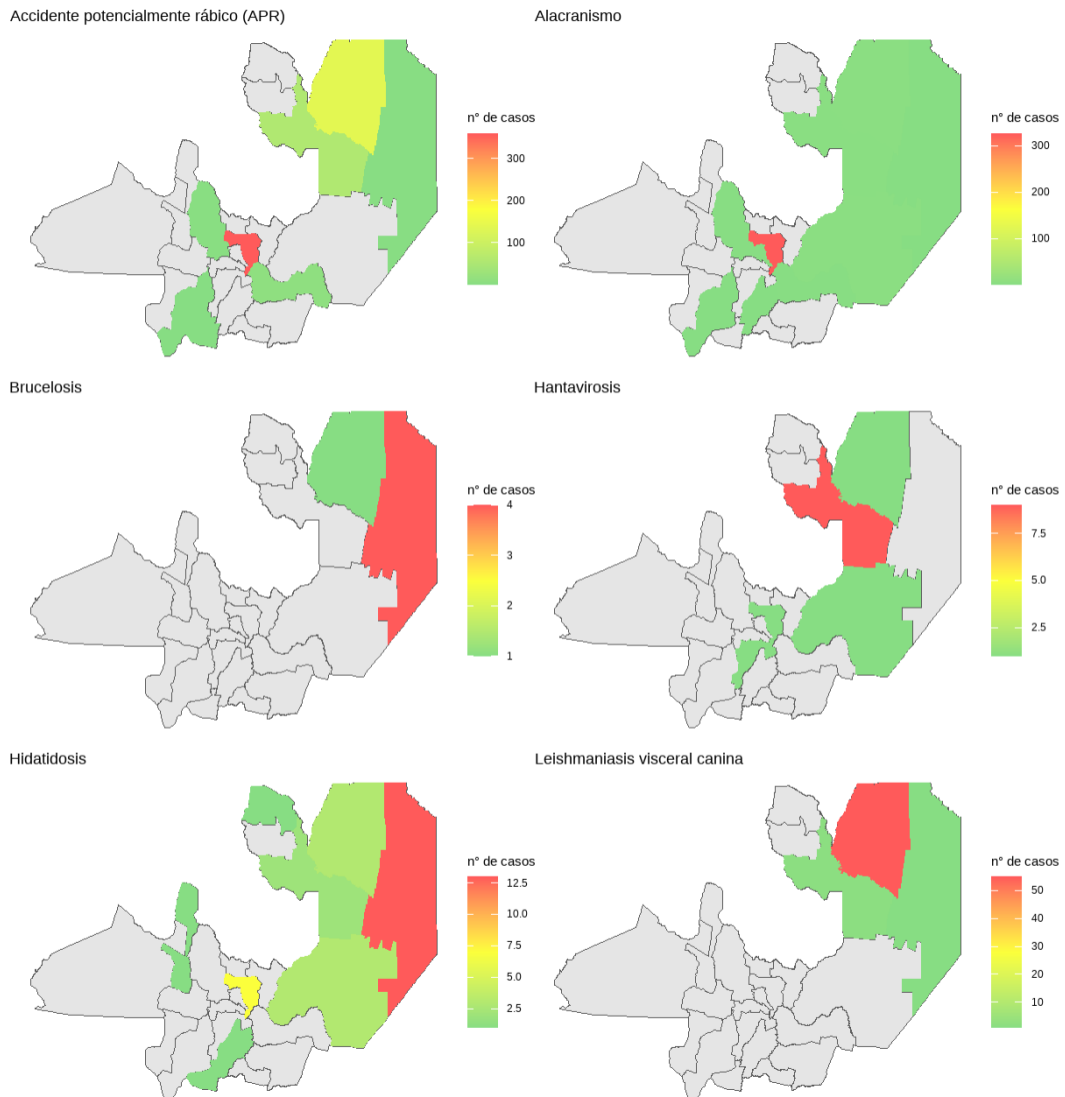 Accidente potencialmente rábico (APR)
n° de casos
300
200
100
Alacranismo
n° de casos
300
200
100
Brucelosis
n° de casos
4
3
2
1
Hantavirosis
n° de casos
7.5
5.0
2.5
Hidatidosis
n° de casos
12.5
10.0
7.5
5.0
2.5
Leishmaniasis visceral canina
n° de casos
50
40
30
20
10